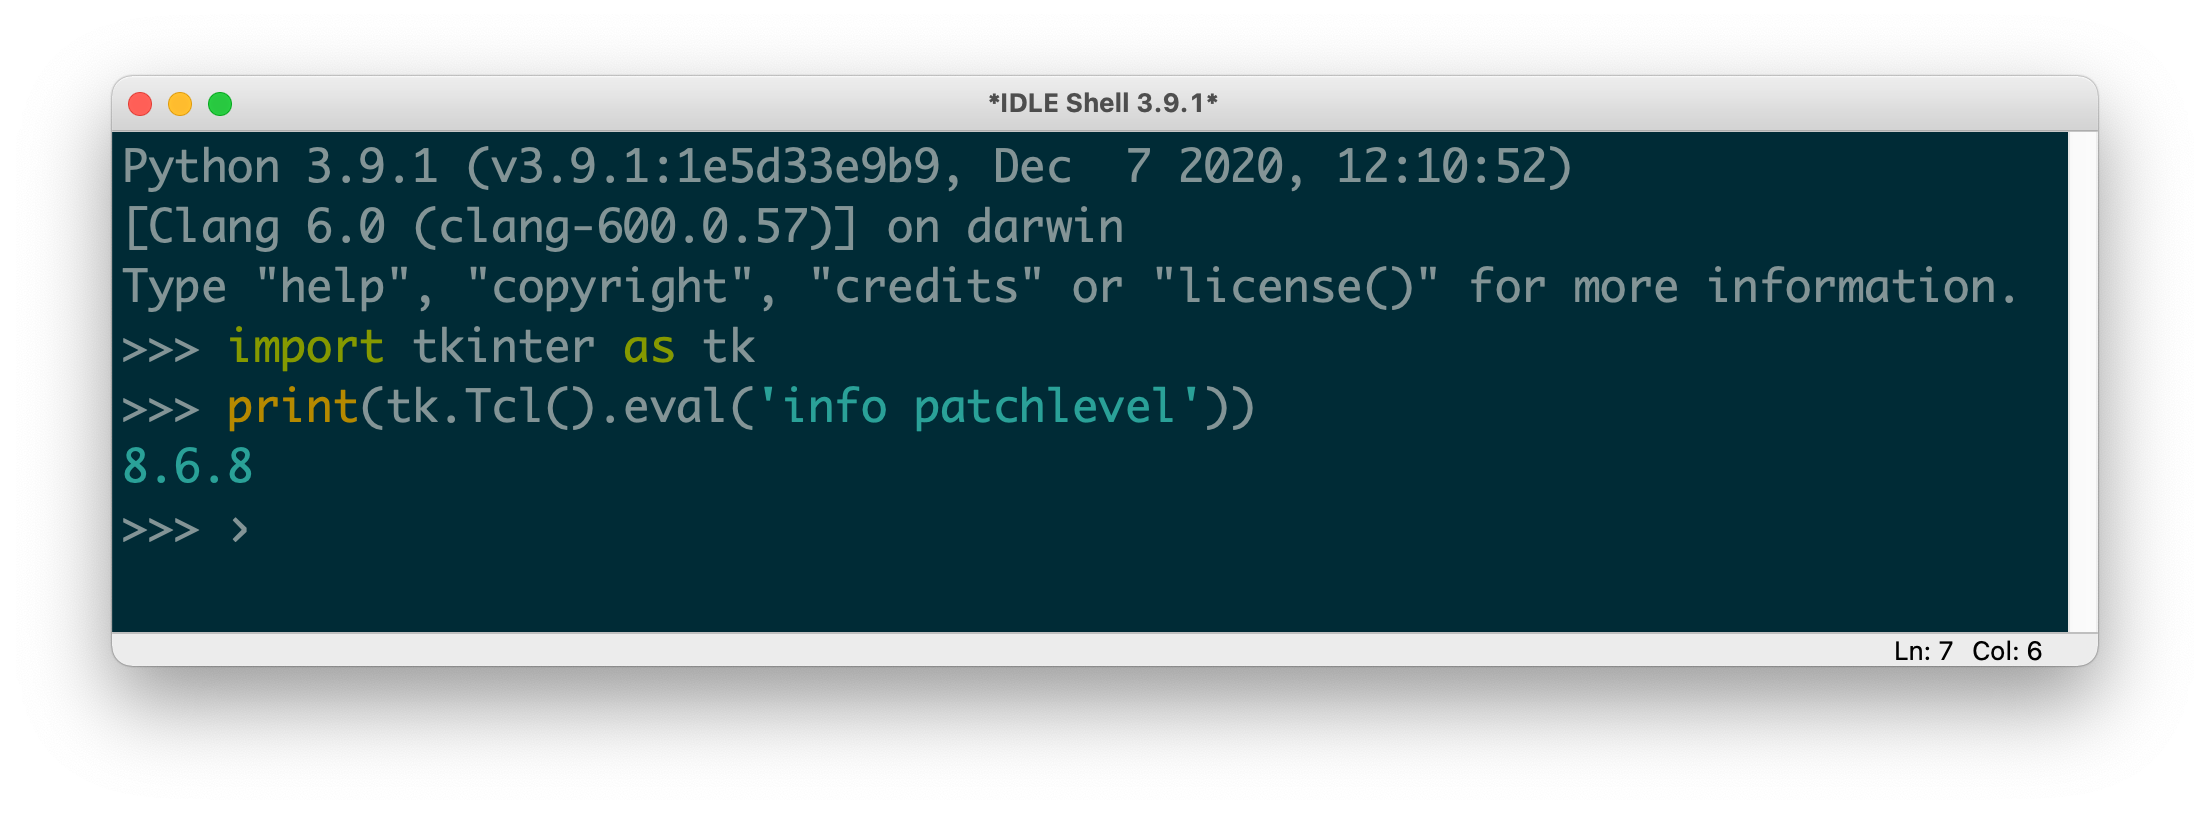 *IDLE Shell 3.9.1*
Python 3.9.1 (v3.9.1:1e5d33e9b9, Dec  7 2020, 12:10:52)
[Clang 6.0 (clang-600.0.57)] on darwin
Type "help", "copyright", "credits" or "license()" for more information.
>>> import tkinter as tk
>>> print(tk.Tcl().eval('info patchlevel'))
8.6.8
>>> ›
Ln: 7  Col: 6